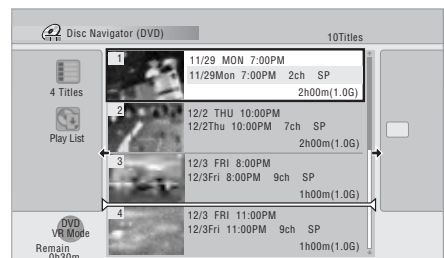 Disc Navigator (DVD)
10Titles
4 Titles
Play List
DVD
VR Mode
Remain
0h30m
1
11/29 MON 7:00PM
11/29Mon 7:00PM 2ch SP
2h00m(1.0G)
2
12/2 THU 10:00PM
12/2Thu 10:00PM 7ch SP
2h00m(1.0G)
3
12/3 FRI 8:00PM
12/3Fri 8:00PM 9ch SP
1h00m(1.0G)
4
12/3 FRI 11:00PM
12/3Fri 11:00PM 9ch SP
1h00m(1.0G)